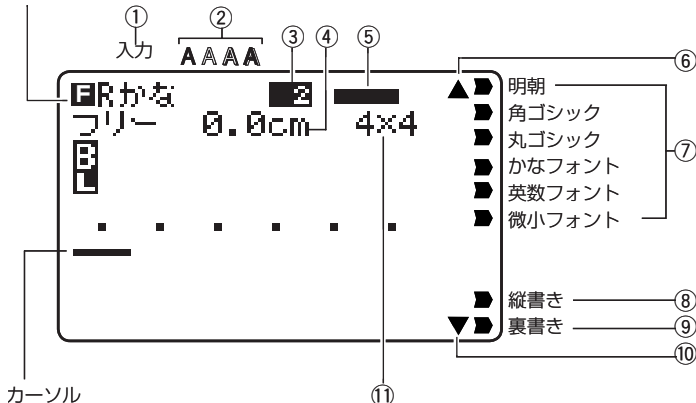 ① ②
入力 AAAA ③ ④ ⑤
⑥
FRかな 2 明朝
フリー 0.0cm 4×4 角ゴシック
丸ゴシック ⑦
B かなフォント
L 英数フォント
微小フォント
縦書き ⑧
裏書き ⑨
⑩
カーソル ⑪